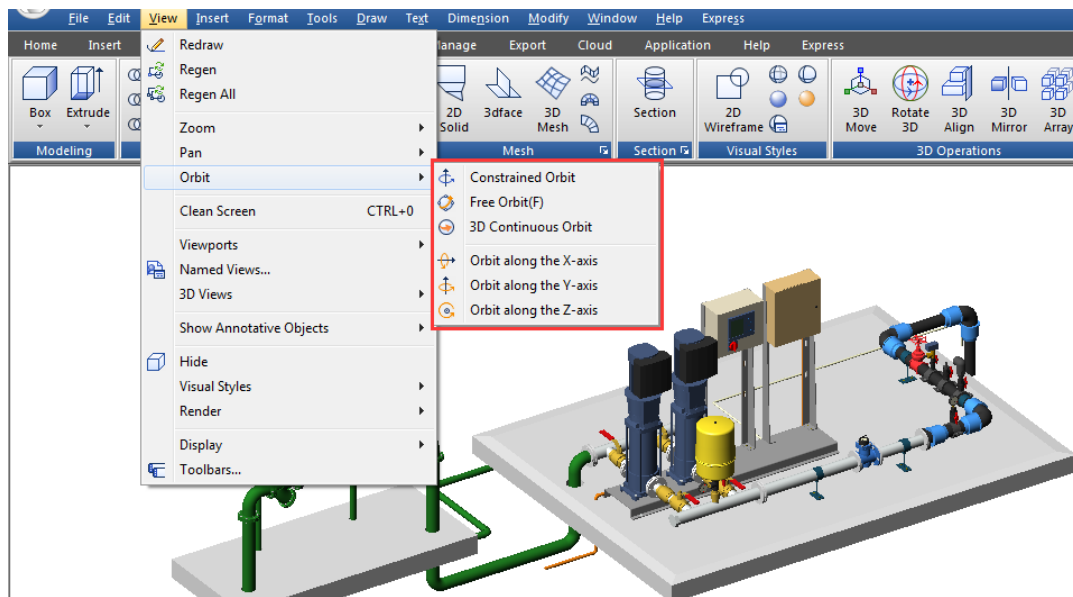 File Edit View Insert Format Tools Draw Text Dimension Modify Window Help Express
Home Insert Manage Export Cloud Application Help Express
Redraw
Regen
Regen All
Zoom
Pan
Orbit
Clean Screen CTRL+0
Viewports
Named Views...
3D Views
Show Annotative Objects
Hide
Visual Styles
Render
Display
Toolbars...
Constrained Orbit
Free Orbit(F)
3D Continuous Orbit
Orbit along the X-axis
Orbit along the Y-axis
Orbit along the Z-axis
Box Extrude
Modeling
2D Solid
3dface
3D Mesh
Mesh
Section
Section
2D Wireframe
Visual Styles
3D Move
Rotate 3D
3D Align
3D Mirror
3D Array
3D Operations